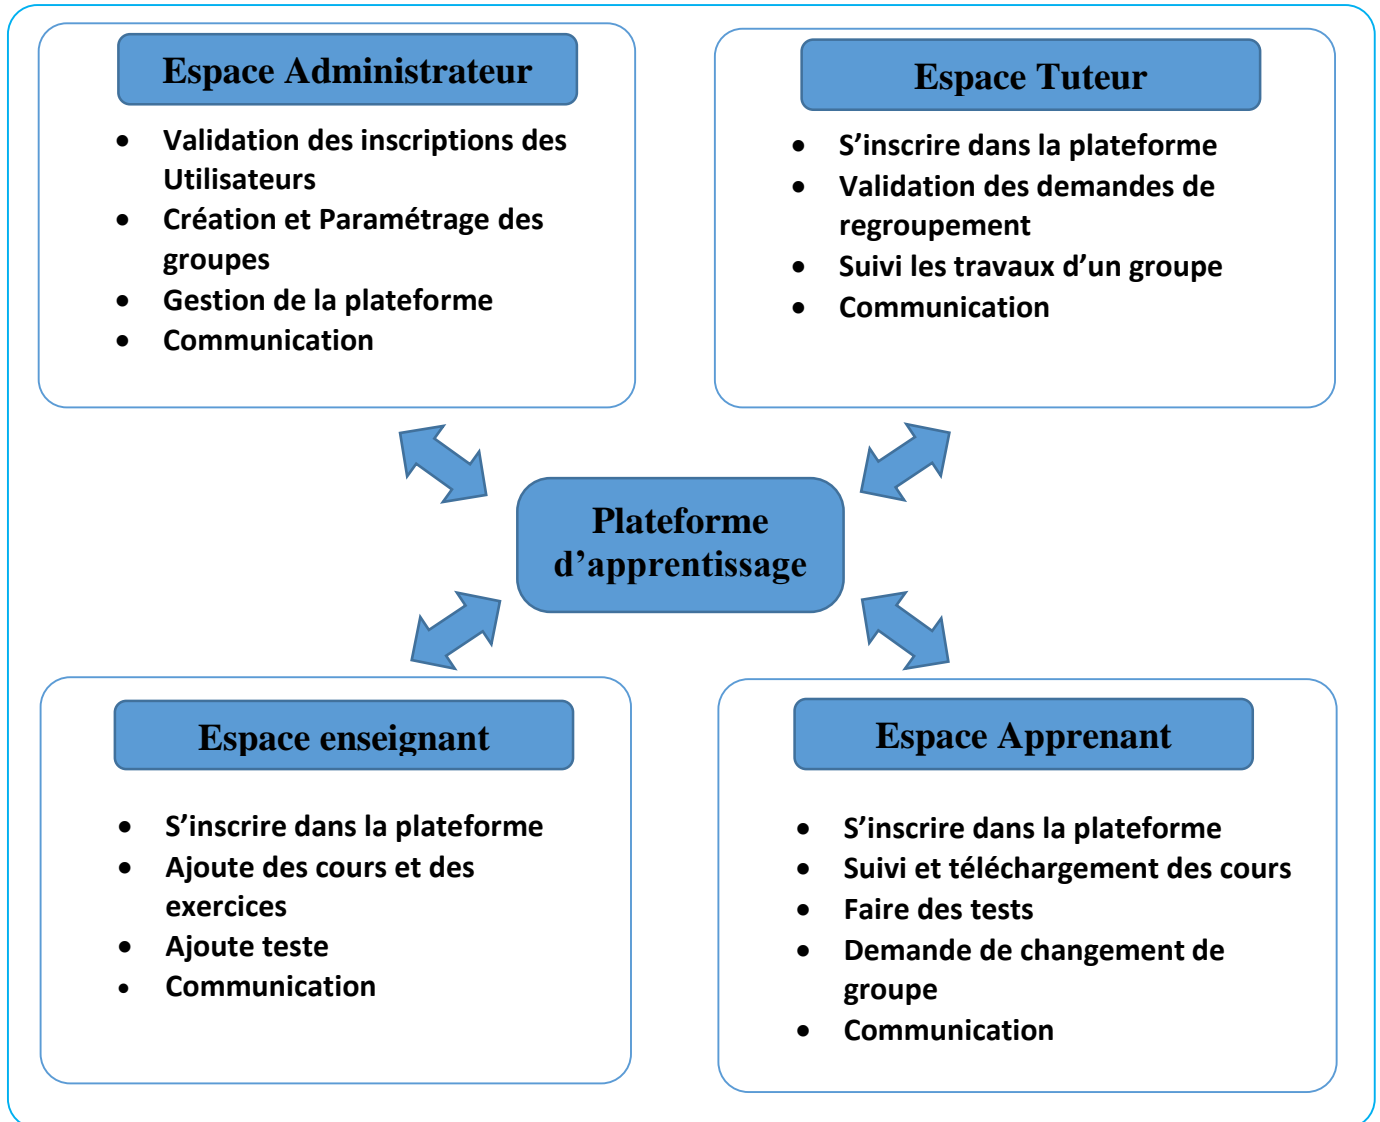 Espace Administrateur
• Validation des inscriptions des
Utilisateurs
• Création et Paramétrage des
groupes
• Gestion de la plateforme
• Communication
Espace Tuteur
• S’inscrire dans la plateforme
• Validation des demandes de
regroupement
• Suivi les travaux d’un groupe
• Communication
Plateforme
d’apprentissage
Espace enseignant
• S’inscrire dans la plateforme
• Ajoute des cours et des
exercices
• Ajoute teste
• Communication
Espace Apprenant
• S’inscrire dans la plateforme
• Suivi et téléchargement des cours
• Faire des tests
• Demande de changement de
groupe
• Communication